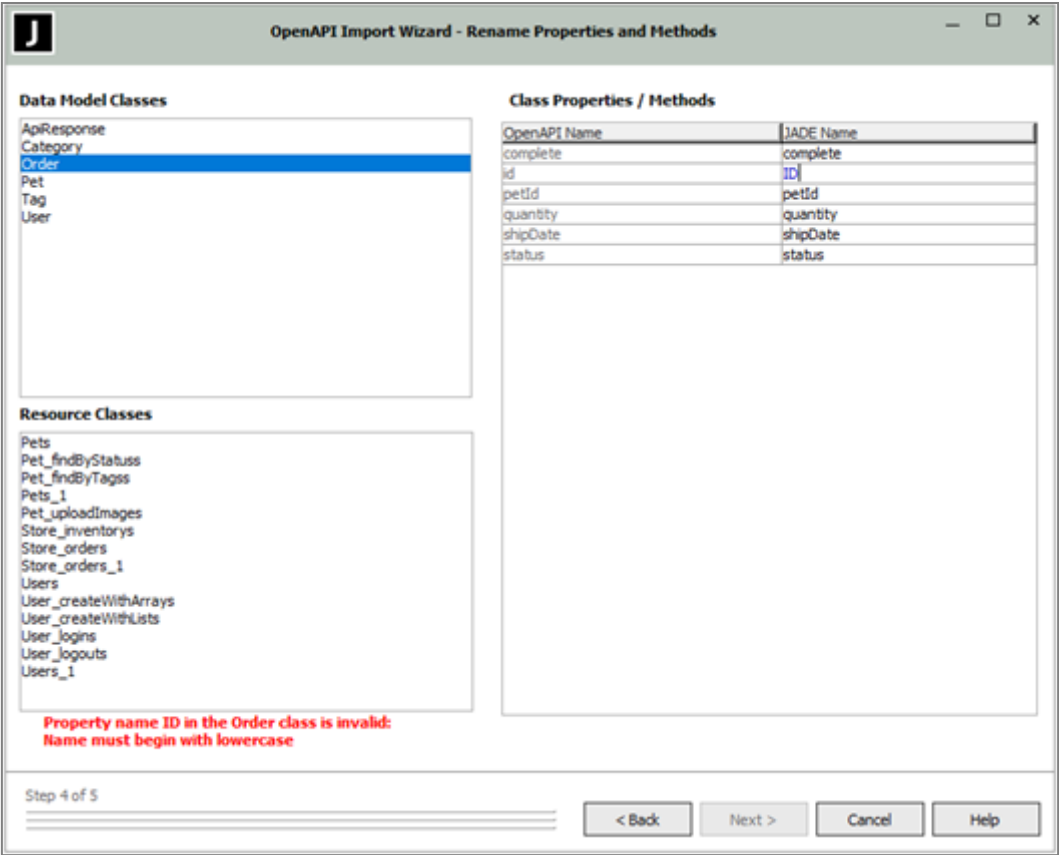 J
OpenAPI Import Wizard - Rename Properties and Methods
Data Model Classes
ApiResponse
Category
Order
Pet
Tag
User
Class Properties / Methods
OpenAPI Name JADE Name
complete complete
id ID
petId petId
quantity quantity
shipDate shipDate
status status
Resource Classes
Pets
Pet_findByStatuss
Pet_findByTagss
Pets_1
Pet_uploadImages
Store_inventorys
Store_orders
Store_orders_1
Users
User_createWithArrays
User_createWithLists
User_logins
User_logouts
Users_1
Property name ID in the Order class is invalid:
Name must begin with lowercase
Step 4 of 5
< Back Next > Cancel Help